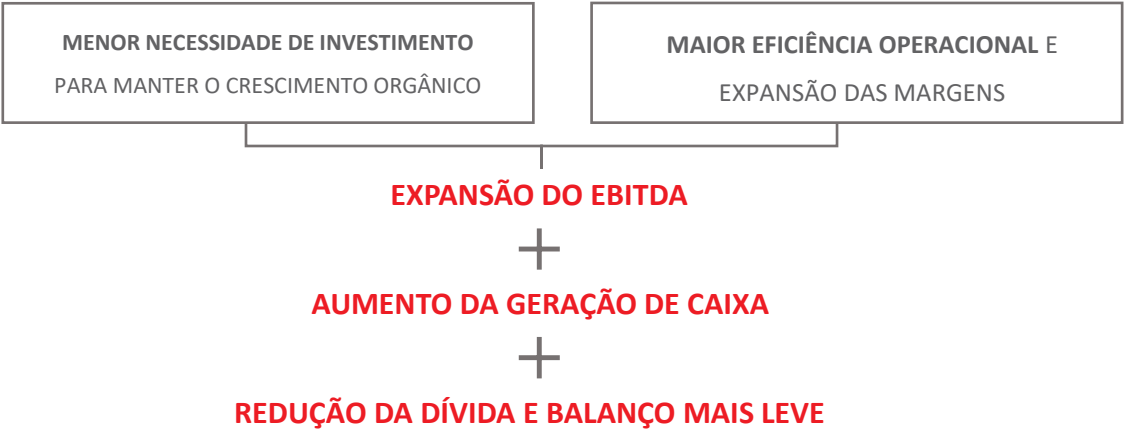 MENOR NECESSIDADE DE INVESTIMENTO
PARA MANTER O CRESCIMENTO ORGÂNICO
MAIOR EFICIÊNCIA OPERACIONAL E
EXPANSÃO DAS MARGENS
EXPANSÃO DO EBITDA
+
AUMENTO DA GERAÇÃO DE CAIXA
+
REDUÇÃO DA DÍVIDA E BALANÇO MAIS LEVE